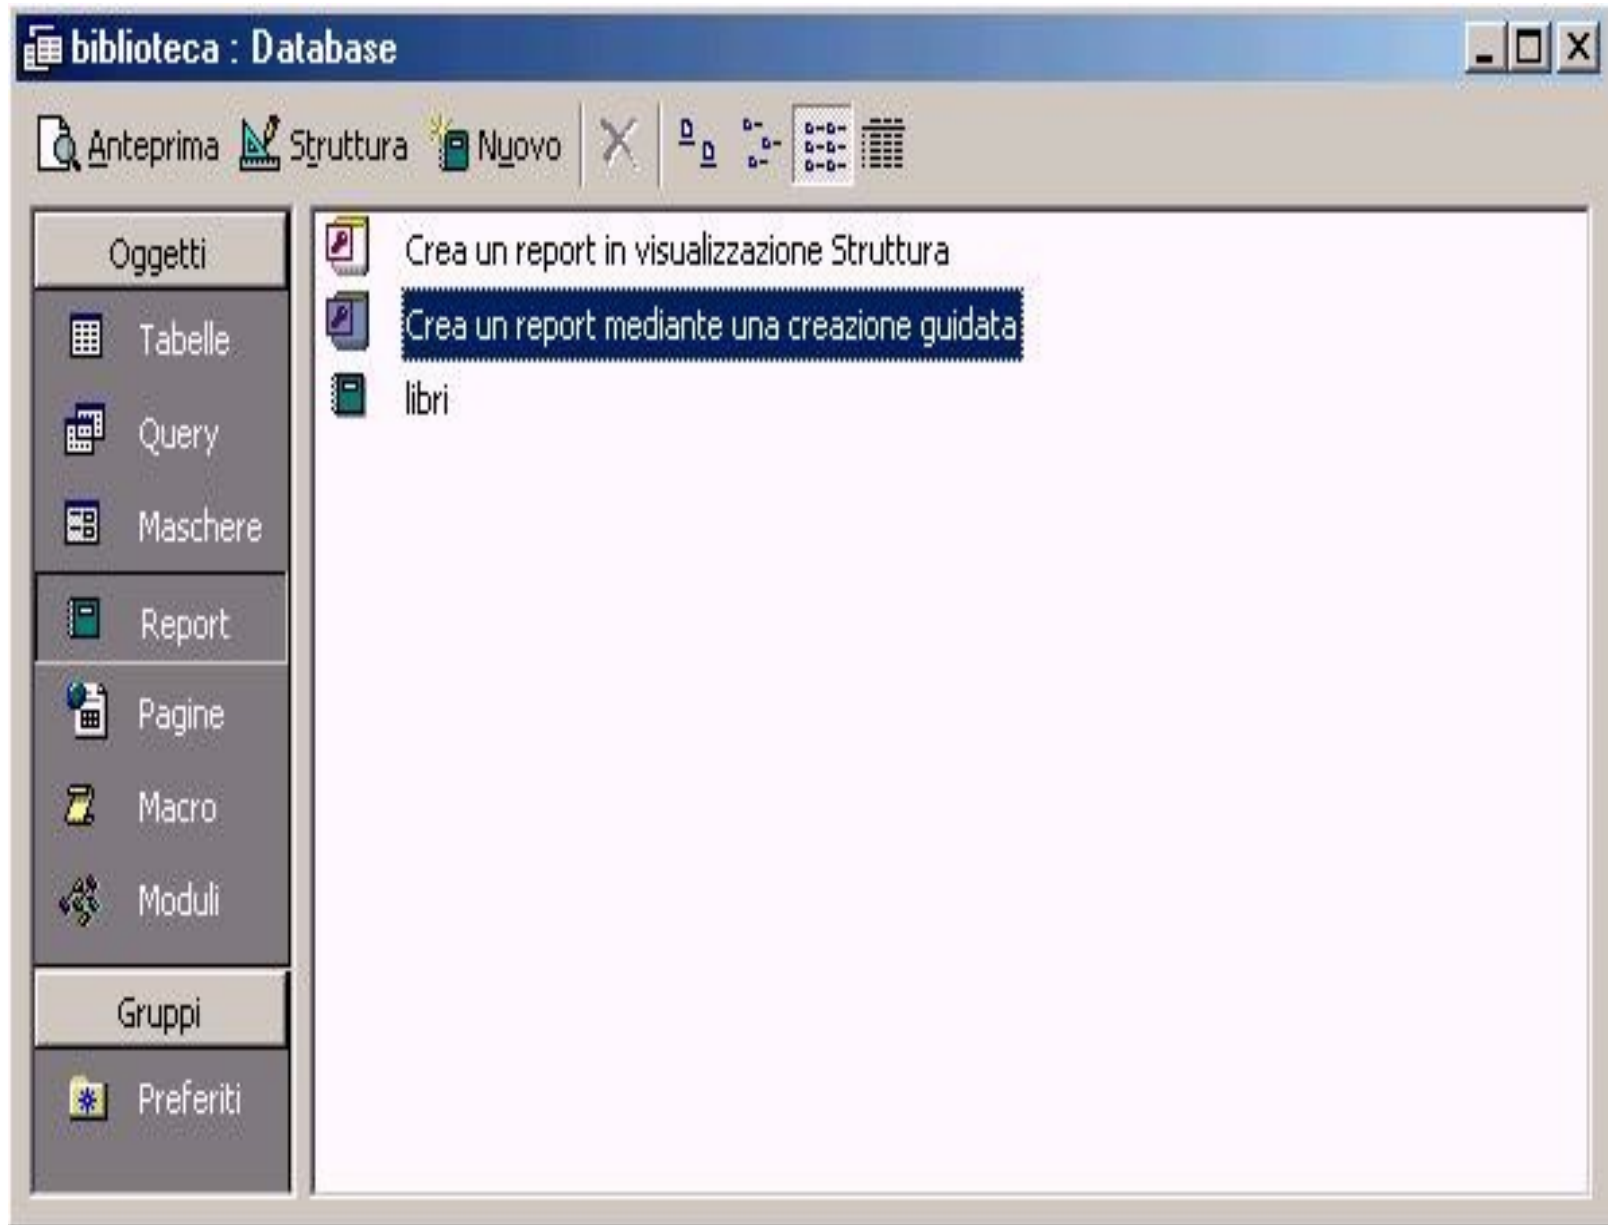 biblioteca : Database
Anteprima Struttura Nuovo
Oggetti
Tabelle
Query
Maschere
Report
Pagine
Macro
Moduli
Gruppi
Preferiti
Crea un report in visualizzazione Struttura
Crea un report mediante una creazione guidata
libri